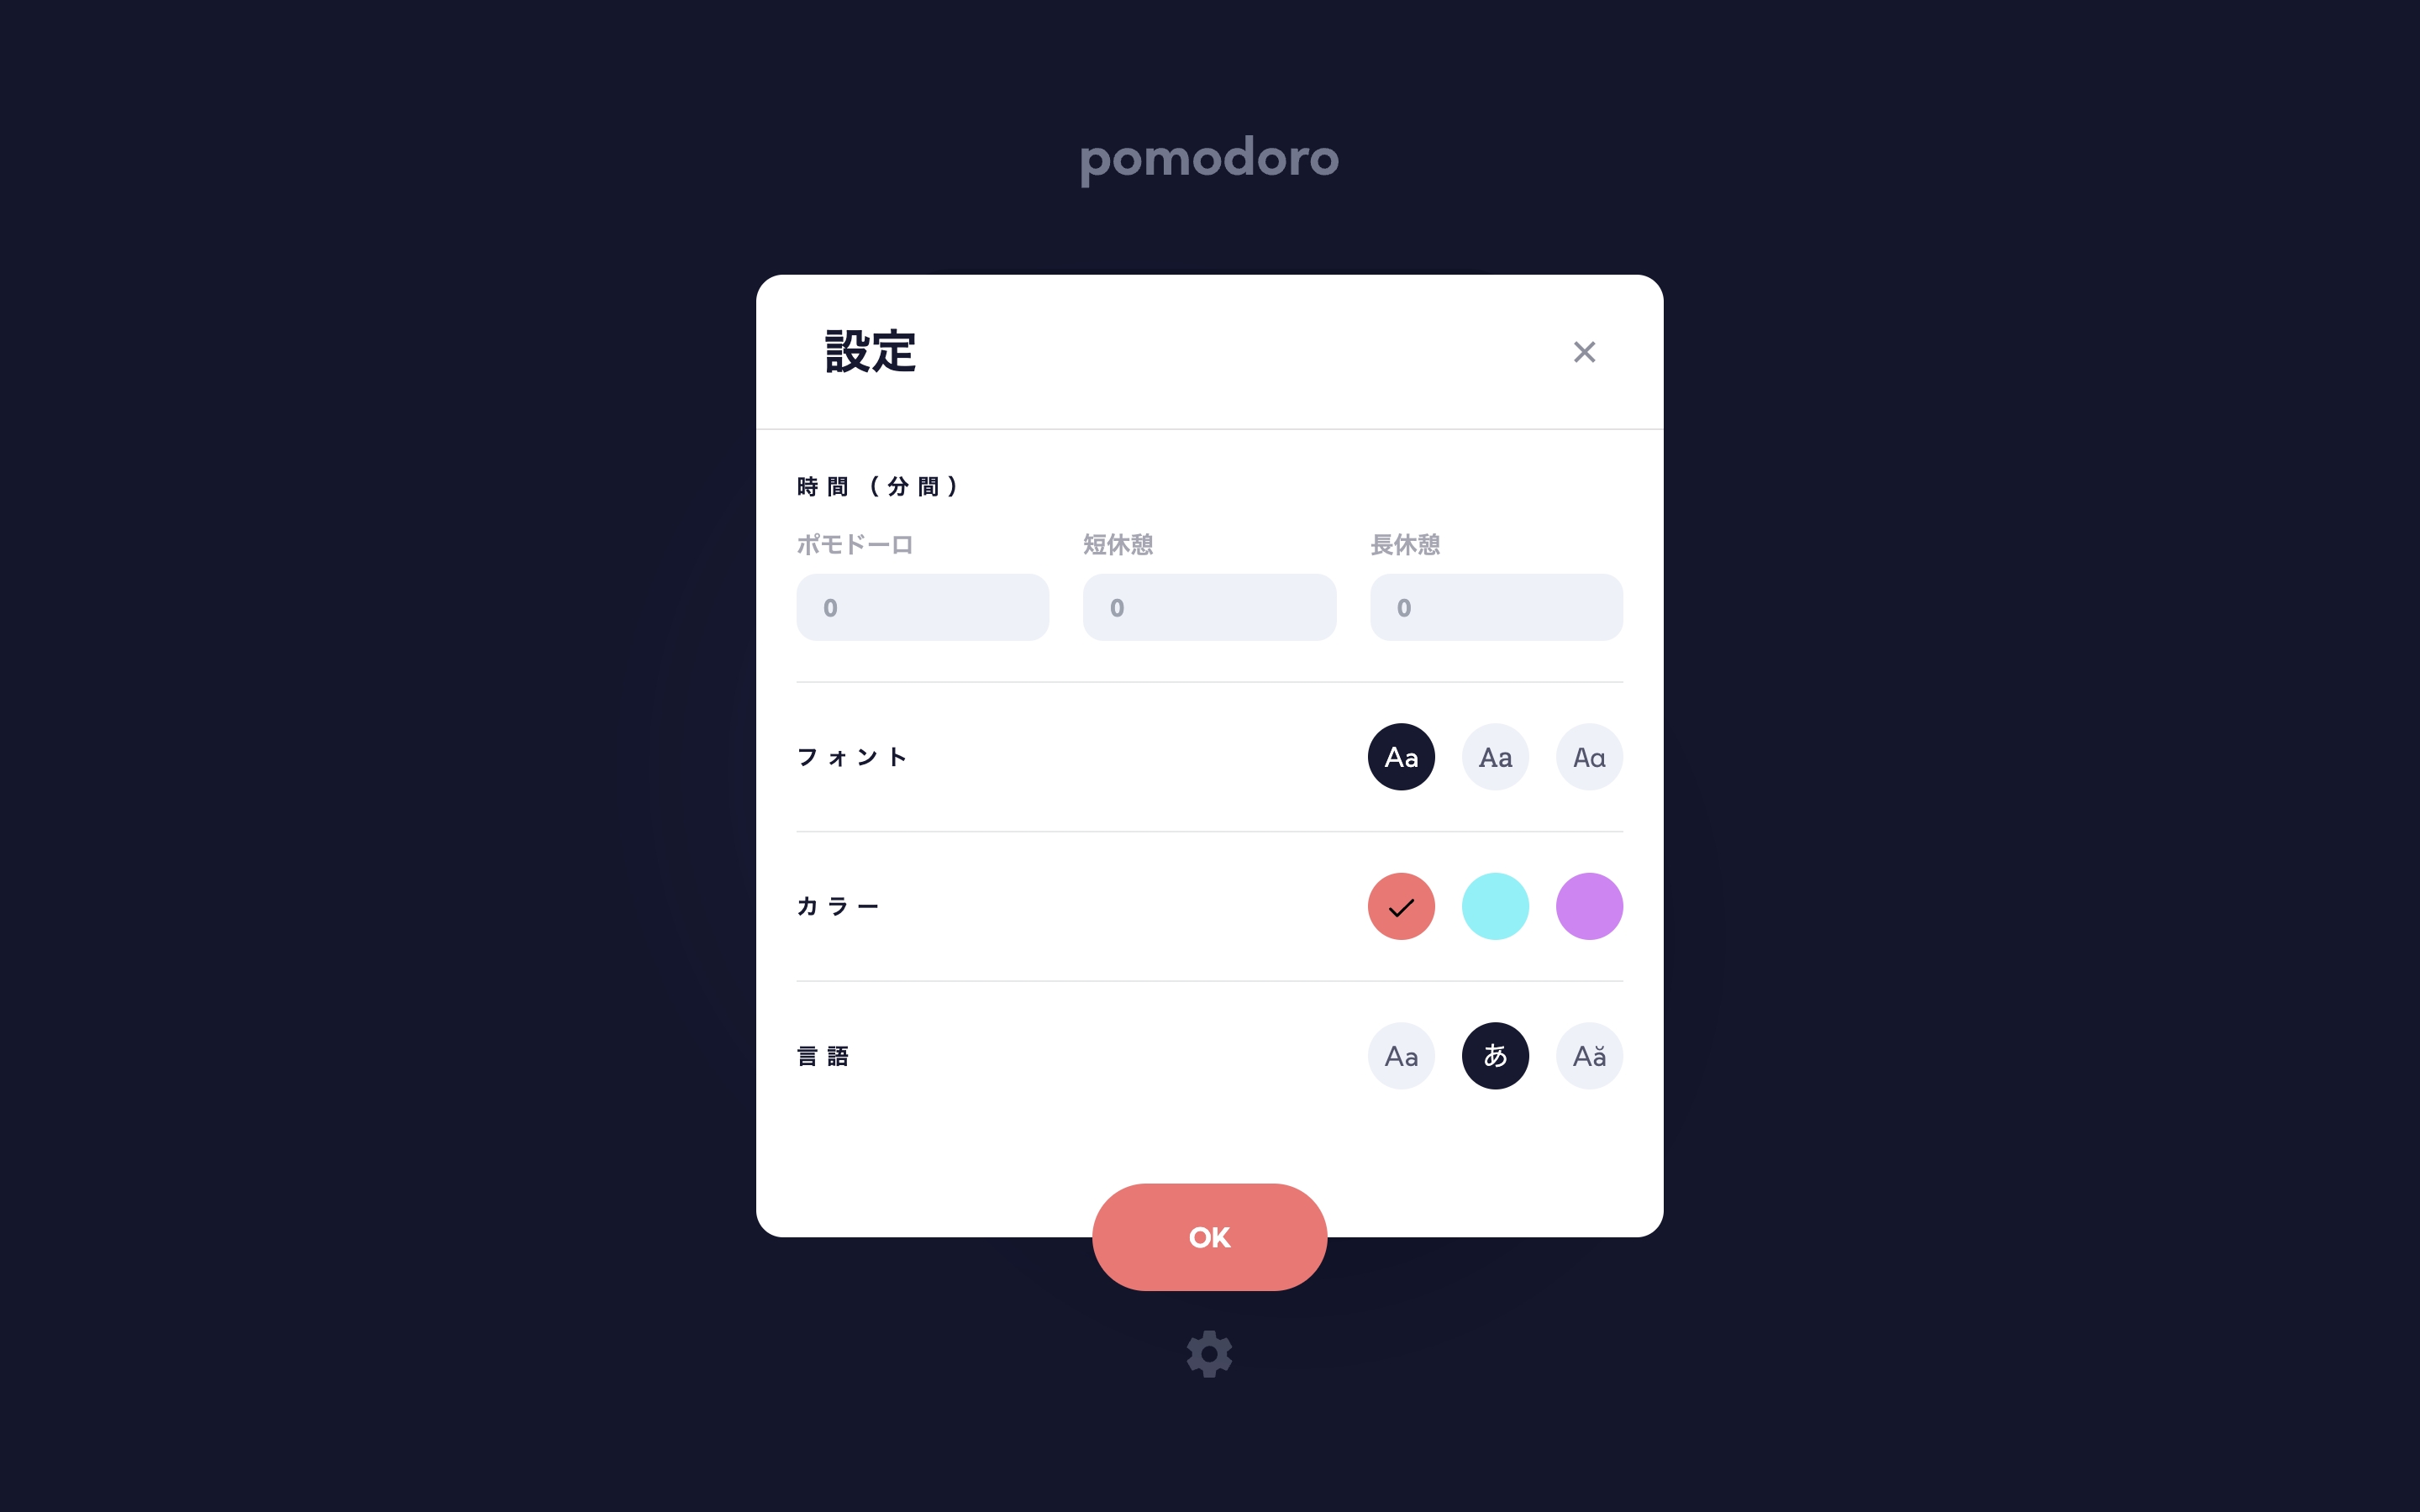 pomodoro
設定
時間（分間）
ポモドーロ 短休憩 長休憩
0 0 0
フォント Aa Aa Aa
カラー
言語 Aa あ Aă
OK